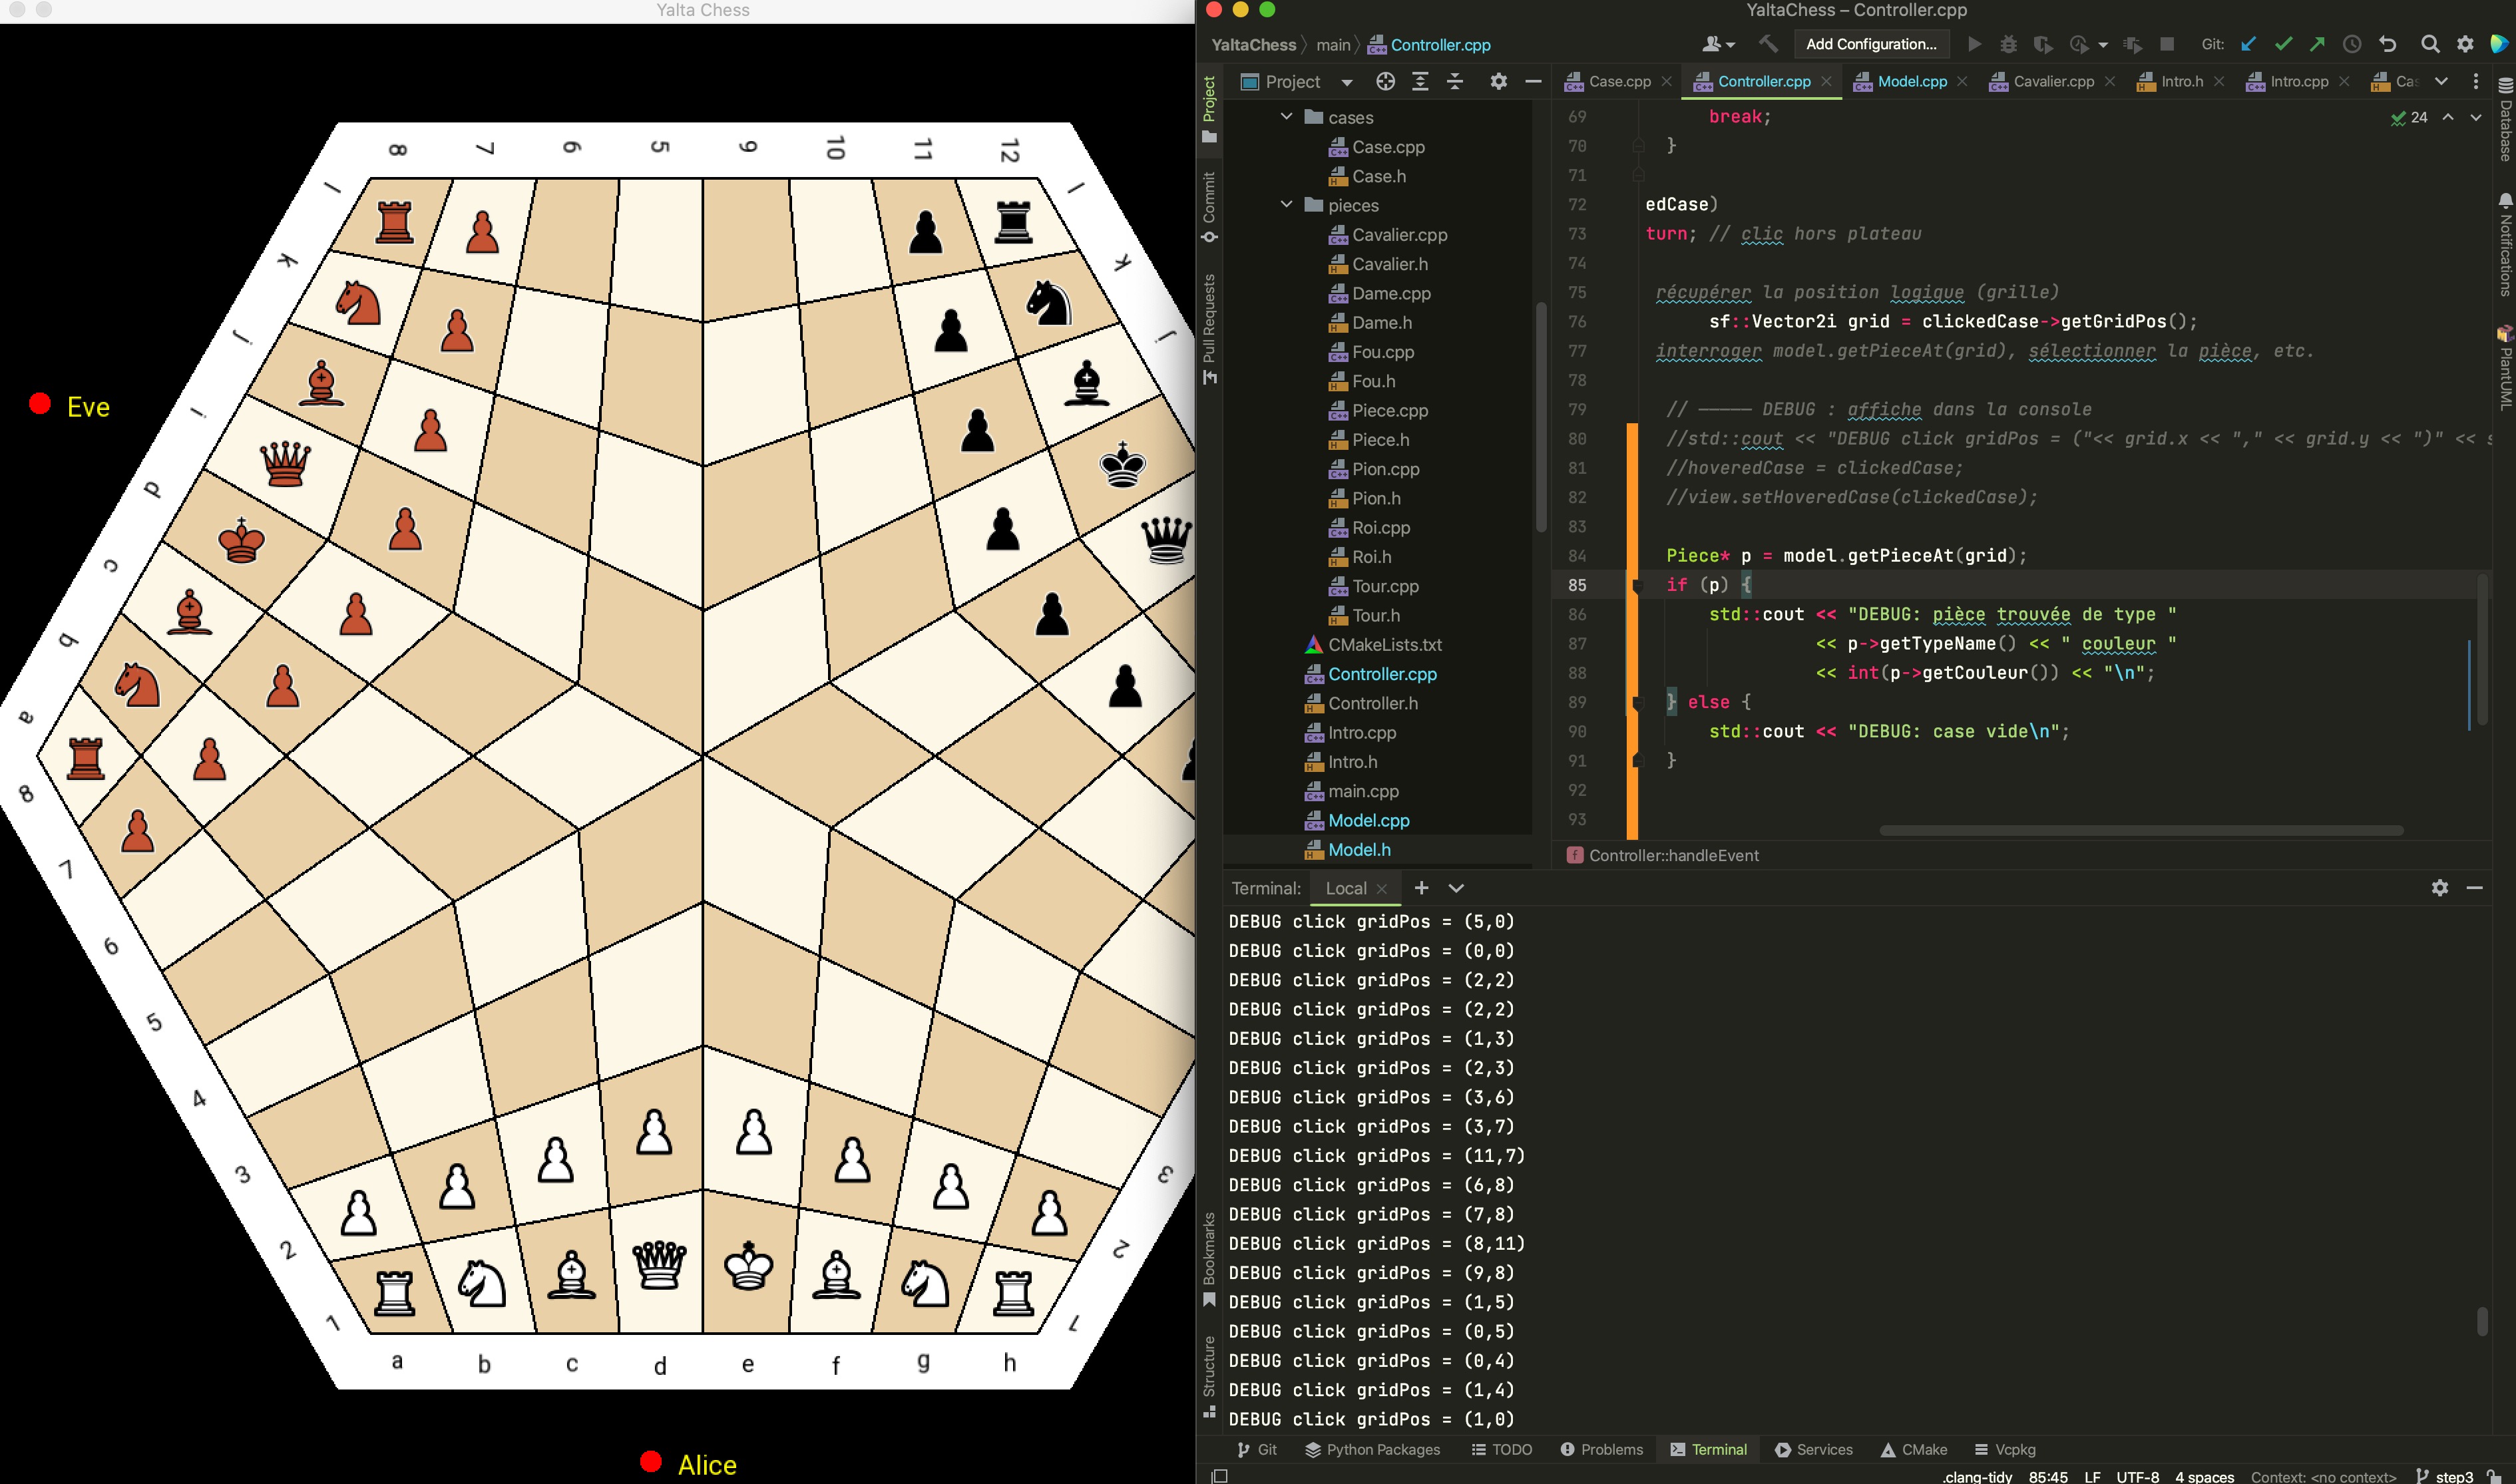 Yalta Chess
8 7 6 5 9 10 11 12
l
k
j
i
d
c
b
a
l
k
j
8
7
6
5
4
3
2
1
3
2
1
a b c d e f g h
Eve
Alice
YaltaChess – Controller.cpp
YaltaChess main Controller.cpp
Add Configuration...
Git:
Project
Case.cpp
Controller.cpp
Model.cpp
Cavalier.cpp
Intro.h
Intro.cpp
Project
Commit
Pull Requests
Bookmarks
Structure
Database
Notifications
PlantUML
cases
Case.cpp
Case.h
pieces
Cavalier.cpp
Cavalier.h
Dame.cpp
Dame.h
Fou.cpp
Fou.h
Piece.cpp
Piece.h
Pion.cpp
Pion.h
Roi.cpp
Roi.h
Tour.cpp
Tour.h
CMakeLists.txt
Controller.cpp
Controller.h
Intro.cpp
Intro.h
main.cpp
Model.cpp
Model.h
24
69 break;
70 }
71
72 edCase)
73 turn; // clic hors plateau
74
75 récupérer la position logique (grille)
76 sf::Vector2i grid = clickedCase->getGridPos();
77 interroger model.getPieceAt(grid), sélectionner la pièce, etc.
78
79 // ───── DEBUG : affiche dans la console
80 //std::cout << "DEBUG click gridPos = ("<< grid.x << "," << grid.y << ")" << s
81 //hoveredCase = clickedCase;
82 //view.setHoveredCase(clickedCase);
83
84 Piece* p = model.getPieceAt(grid);
85 if (p) {
86 std::cout << "DEBUG: pièce trouvée de type "
87 << p->getTypeName() << " couleur "
88 << int(p->getCouleur()) << "\n";
89 } else {
90 std::cout << "DEBUG: case vide\n";
91 }
92
93
Controller::handleEvent
Terminal: Local
DEBUG click gridPos = (5,0)
DEBUG click gridPos = (0,0)
DEBUG click gridPos = (2,2)
DEBUG click gridPos = (2,2)
DEBUG click gridPos = (1,3)
DEBUG click gridPos = (2,3)
DEBUG click gridPos = (3,6)
DEBUG click gridPos = (3,7)
DEBUG click gridPos = (11,7)
DEBUG click gridPos = (6,8)
DEBUG click gridPos = (7,8)
DEBUG click gridPos = (8,11)
DEBUG click gridPos = (9,8)
DEBUG click gridPos = (1,5)
DEBUG click gridPos = (0,5)
DEBUG click gridPos = (0,4)
DEBUG click gridPos = (1,4)
DEBUG click gridPos = (1,0)
Git Python Packages TODO Problems Terminal Services CMake Vcpkg
.clang-tidy 85:45 LF UTF-8 4 spaces Context: <no context> step3